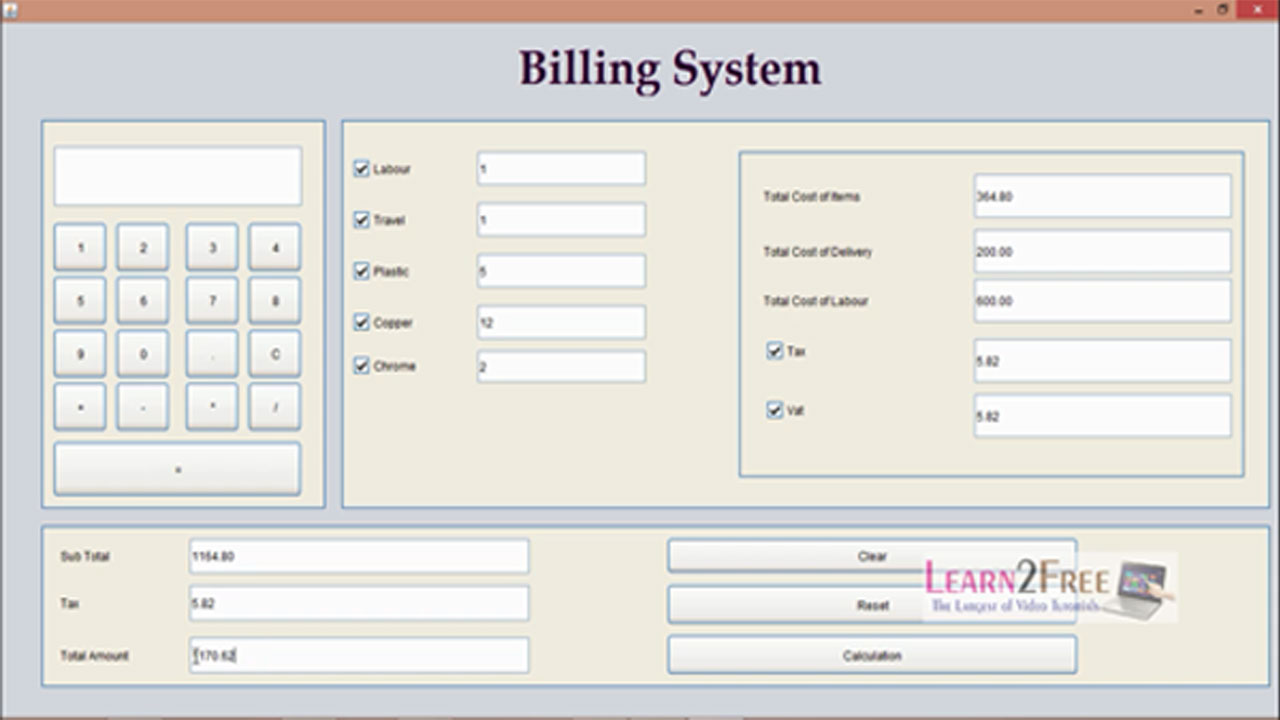 Billing System
1 2 3 4
5 6 7 8
9 0 . C
+ - * /
=
Labour 1
Travel 1
Plastic 5
Copper 12
Chrome 2
Total Cost of Items 364.80
Total Cost of Delivery 200.00
Total Cost of Labour 600.00
Tax 5.82
Vat 5.82
Sub Total 1164.80
Tax 5.82
Total Amount 1170.62
Clear
Reset
Calculation
LEARN2FREE
The Largest of Video Tutorials